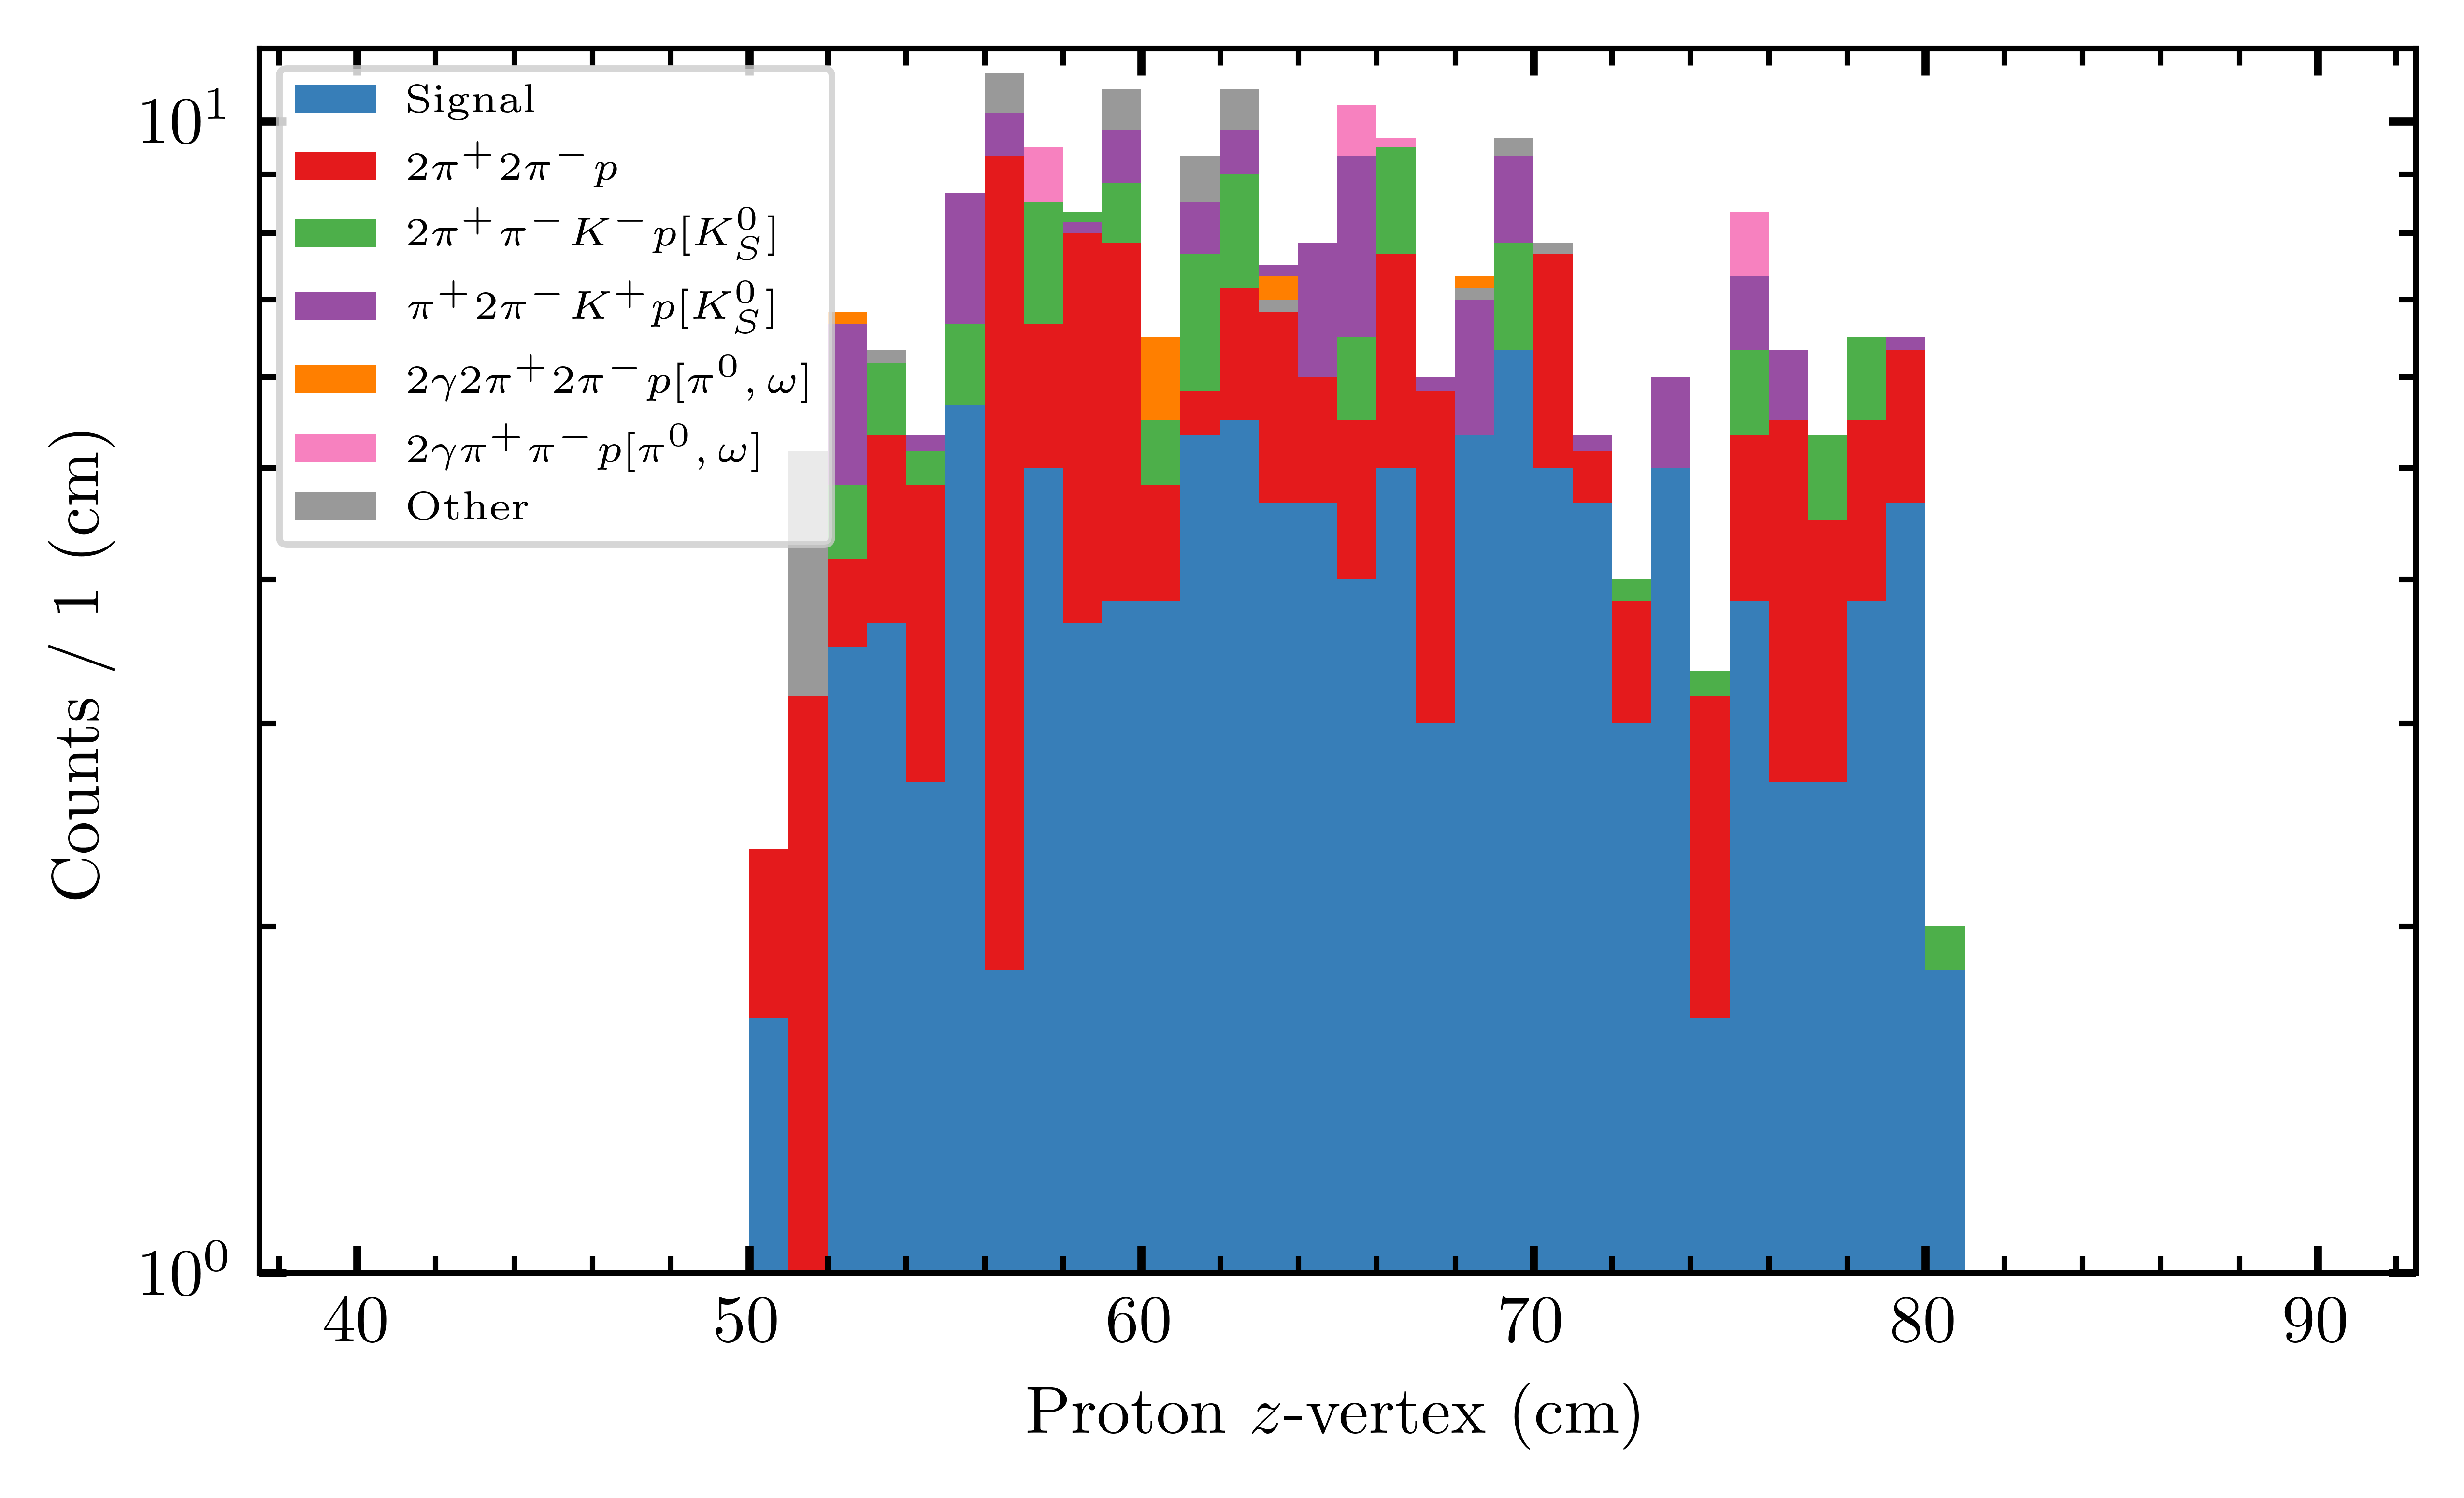 10¹
10⁰
Counts / 1 (cm)
Signal
2π⁺2π⁻p
2π⁺π⁻K⁻p[K⁰_S]
π⁺2π⁻K⁺p[K⁰_S]
2γ2π⁺2π⁻p[π⁰, ω]
2γπ⁺π⁻p[π⁰, ω]
Other
40 50 60 70 80 90
Proton z-vertex (cm)